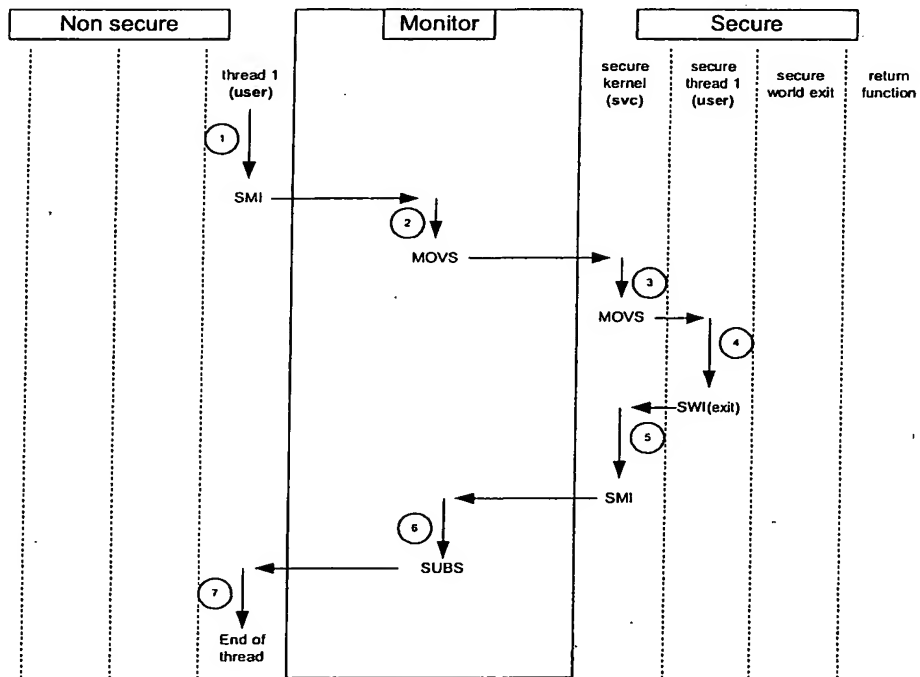 Non secure
Monitor
Secure
thread 1
(user)
secure
kernel
(svc)
secure
thread 1
(user)
secure
world exit
return
function
1
SMI
2
MOVS
3
MOVS
4
SWI(exit)
5
SMI
6
SUBS
7
End of
thread